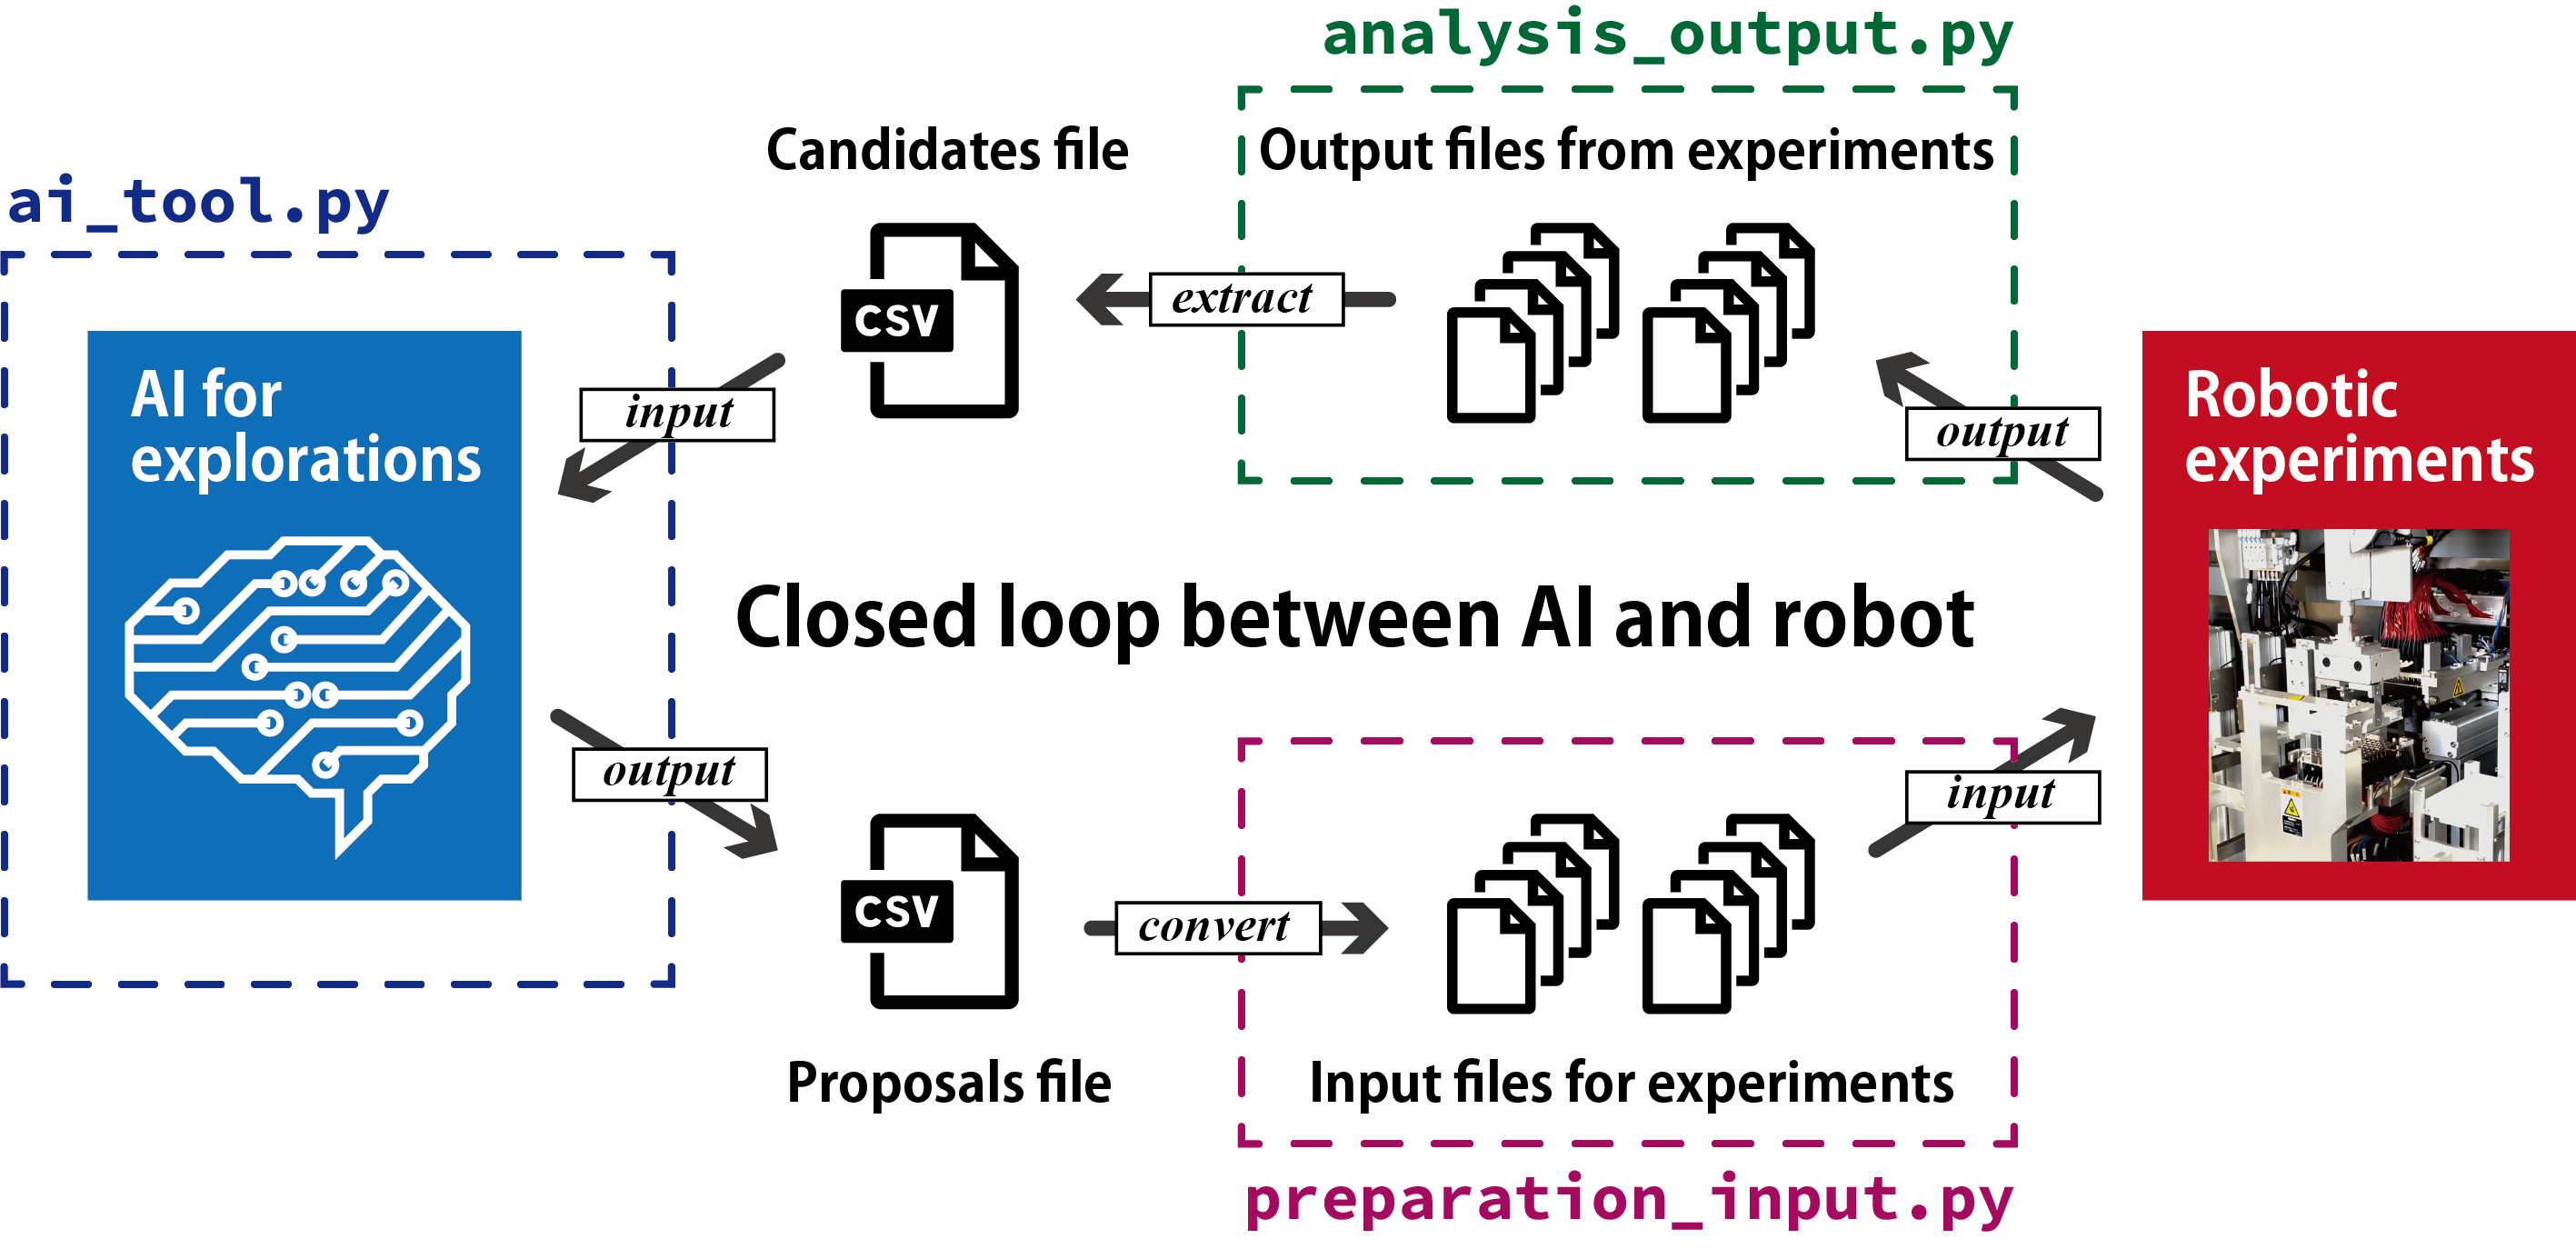 analysis_output.py
Candidates file
Output files from experiments
ai_tool.py
CSV
extract
input
output
AI for
explorations
Robotic
experiments
Closed loop between AI and robot
output
input
CSV
convert
Proposals file
Input files for experiments
preparation_input.py